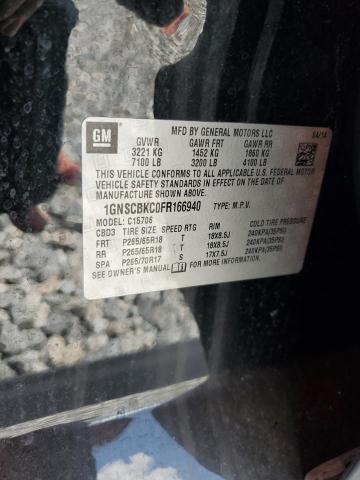 GM
MFD BY GENERAL MOTORS LLC 04/14
GVWR GAWR FRT GAWR RR
3221 KG 1452 KG 1860 KG
7100 LB 3200 LB 4100 LB
THIS VEHICLE CONFORMS TO ALL APPLICABLE U.S. FEDERAL
MOTOR VEHICLE SAFETY STANDARDS IN
EFFECT ON THE DATE OF
MANUFACTURE SHOWN ABOVE.
1GNSCBKC0FR166940 TYPE: M.P.V.
MODEL: C15706
CBD3 TIRE SIZE SPEED RTG RIM COLD TIRE PRESSURE
FRT P265/65R18 T 18X8.5J 240KPA(35PSI)
RR P265/65R18 T 18X8.5J 240KPA(35PSI)
SPA P265/70R17 S 17X7.5J 240KPA(35PSI)
SEE OWNER'S MANUAL FOR MORE INFORMATION.